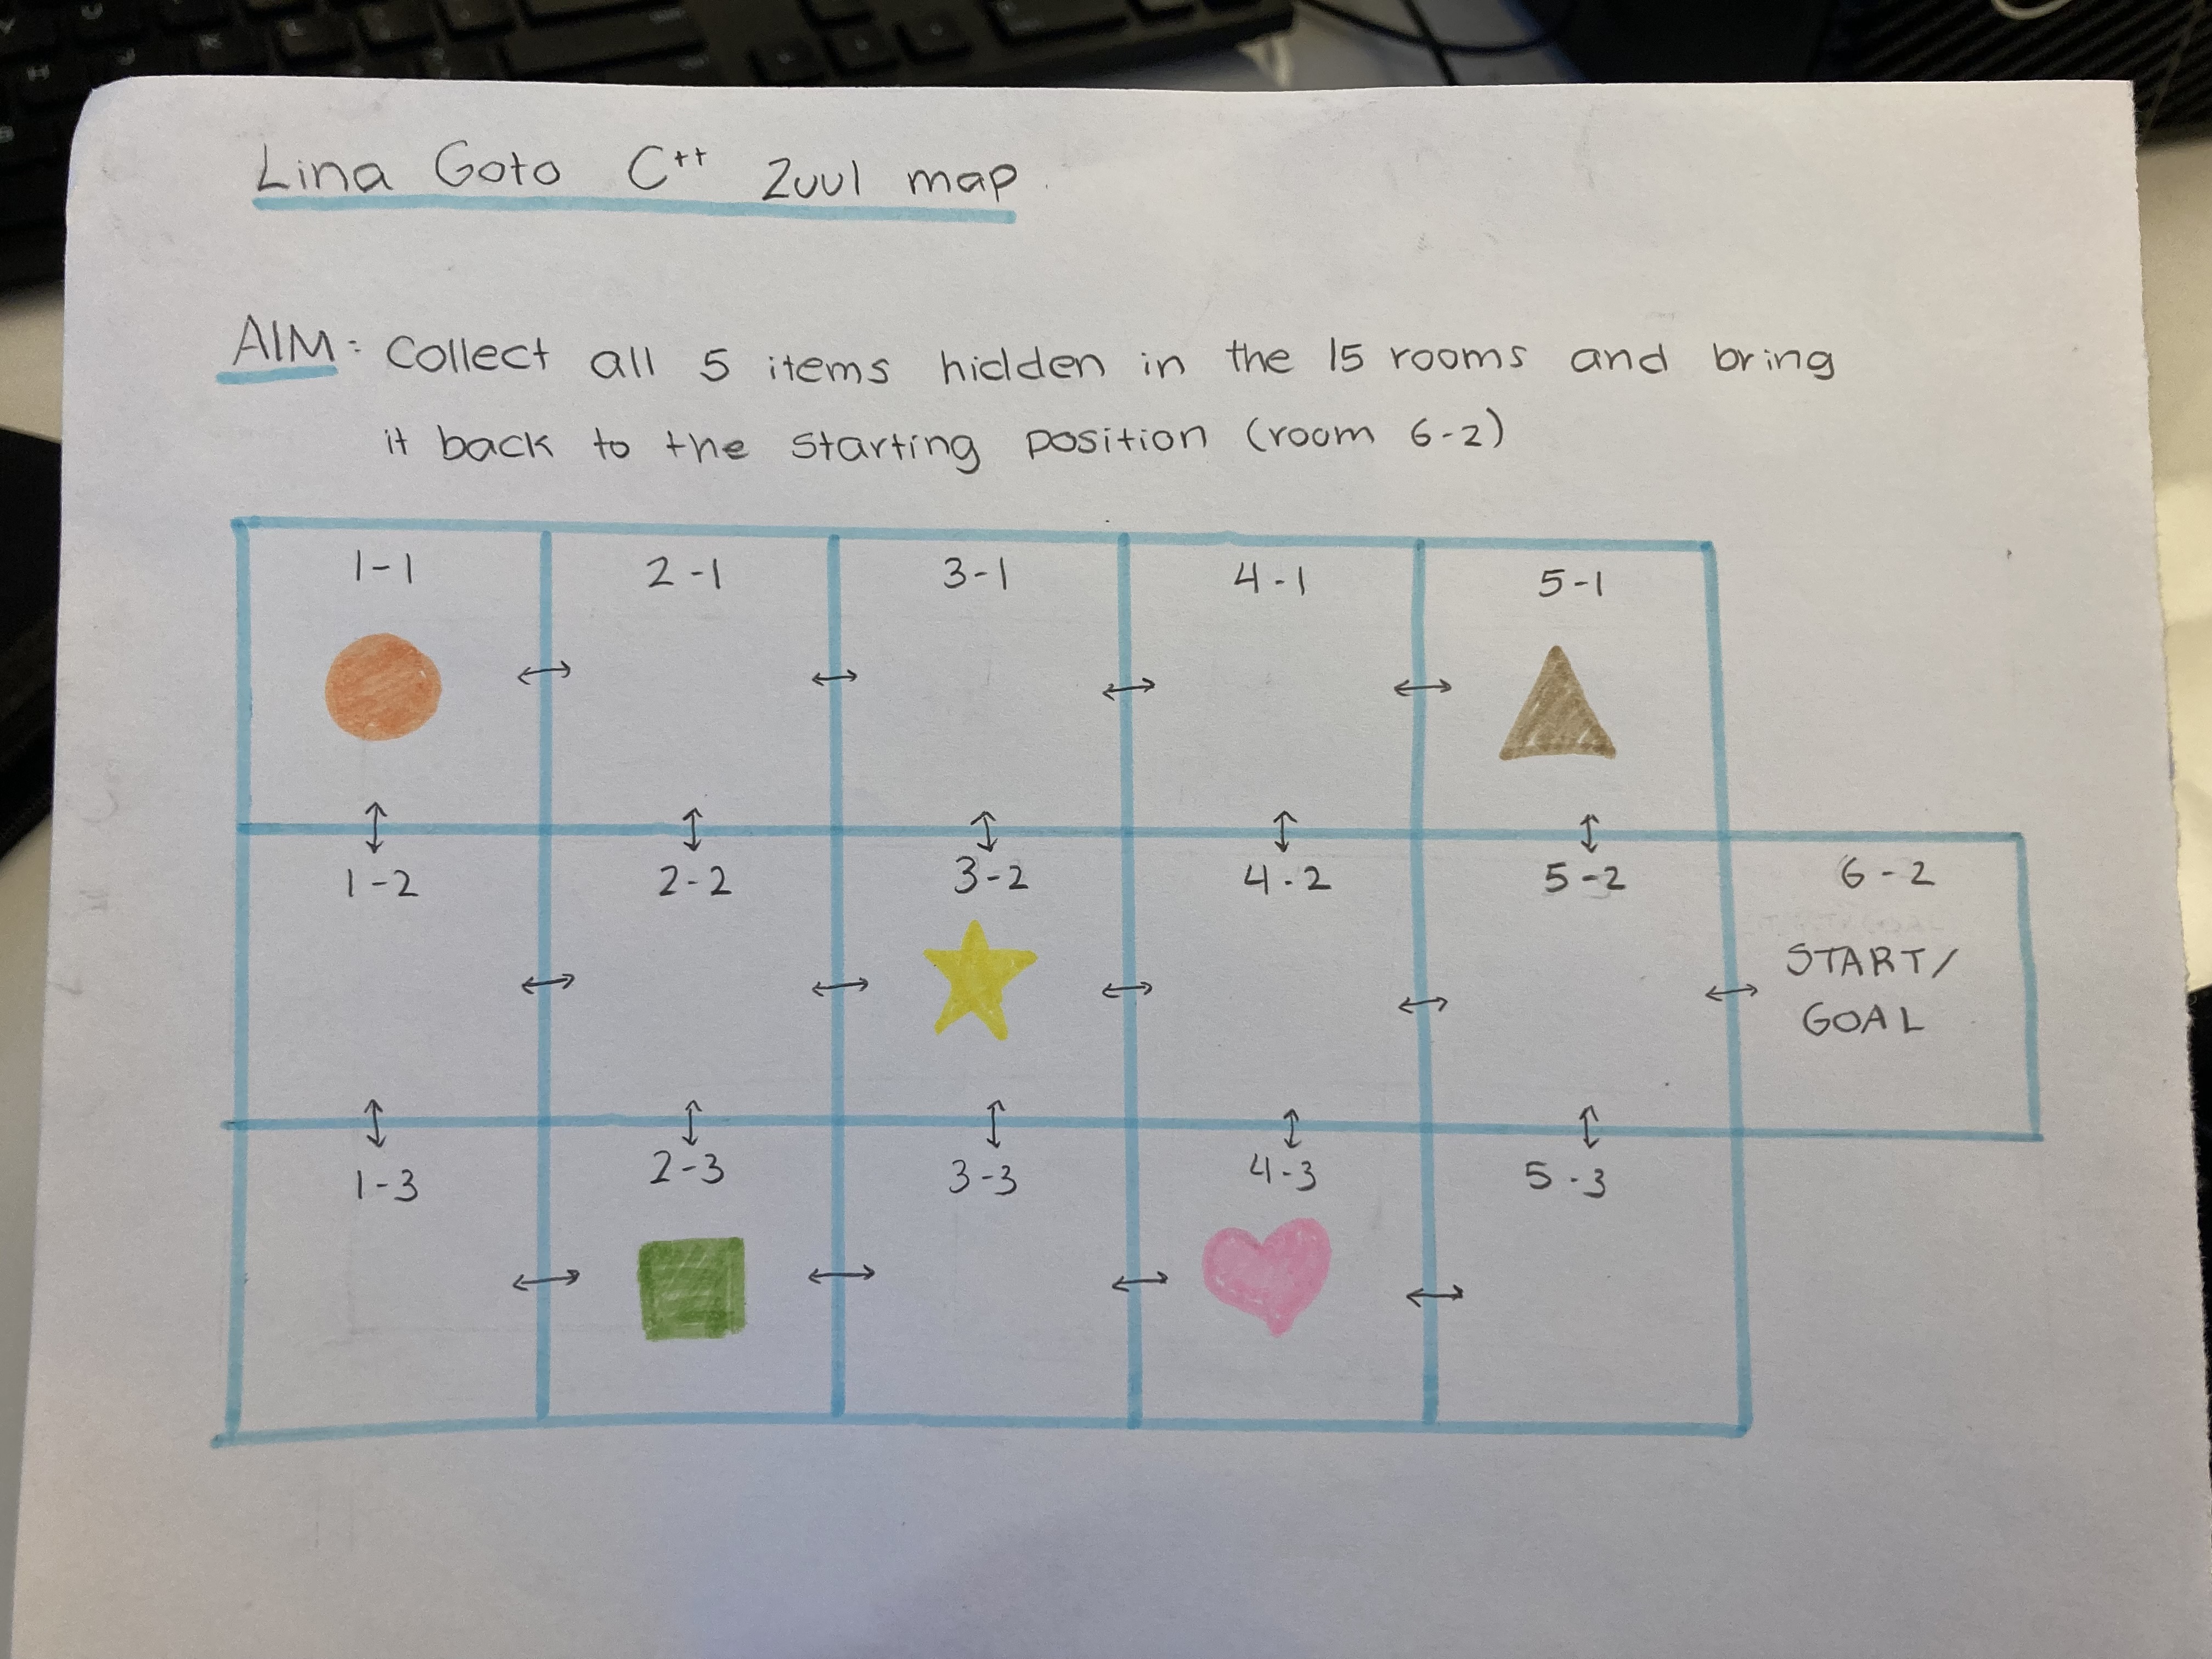 Lina Goto C++ Zuul map
AIM: Collect all 5 items hidden in the 15 rooms and bring
it back to the starting position (room 6-2)
1-1 2-1 3-1 4-1 5-1
1-2 2-2 3-2 4-2 5-2 6-2
START/
GOAL
1-3 2-3 3-3 4-3 5-3